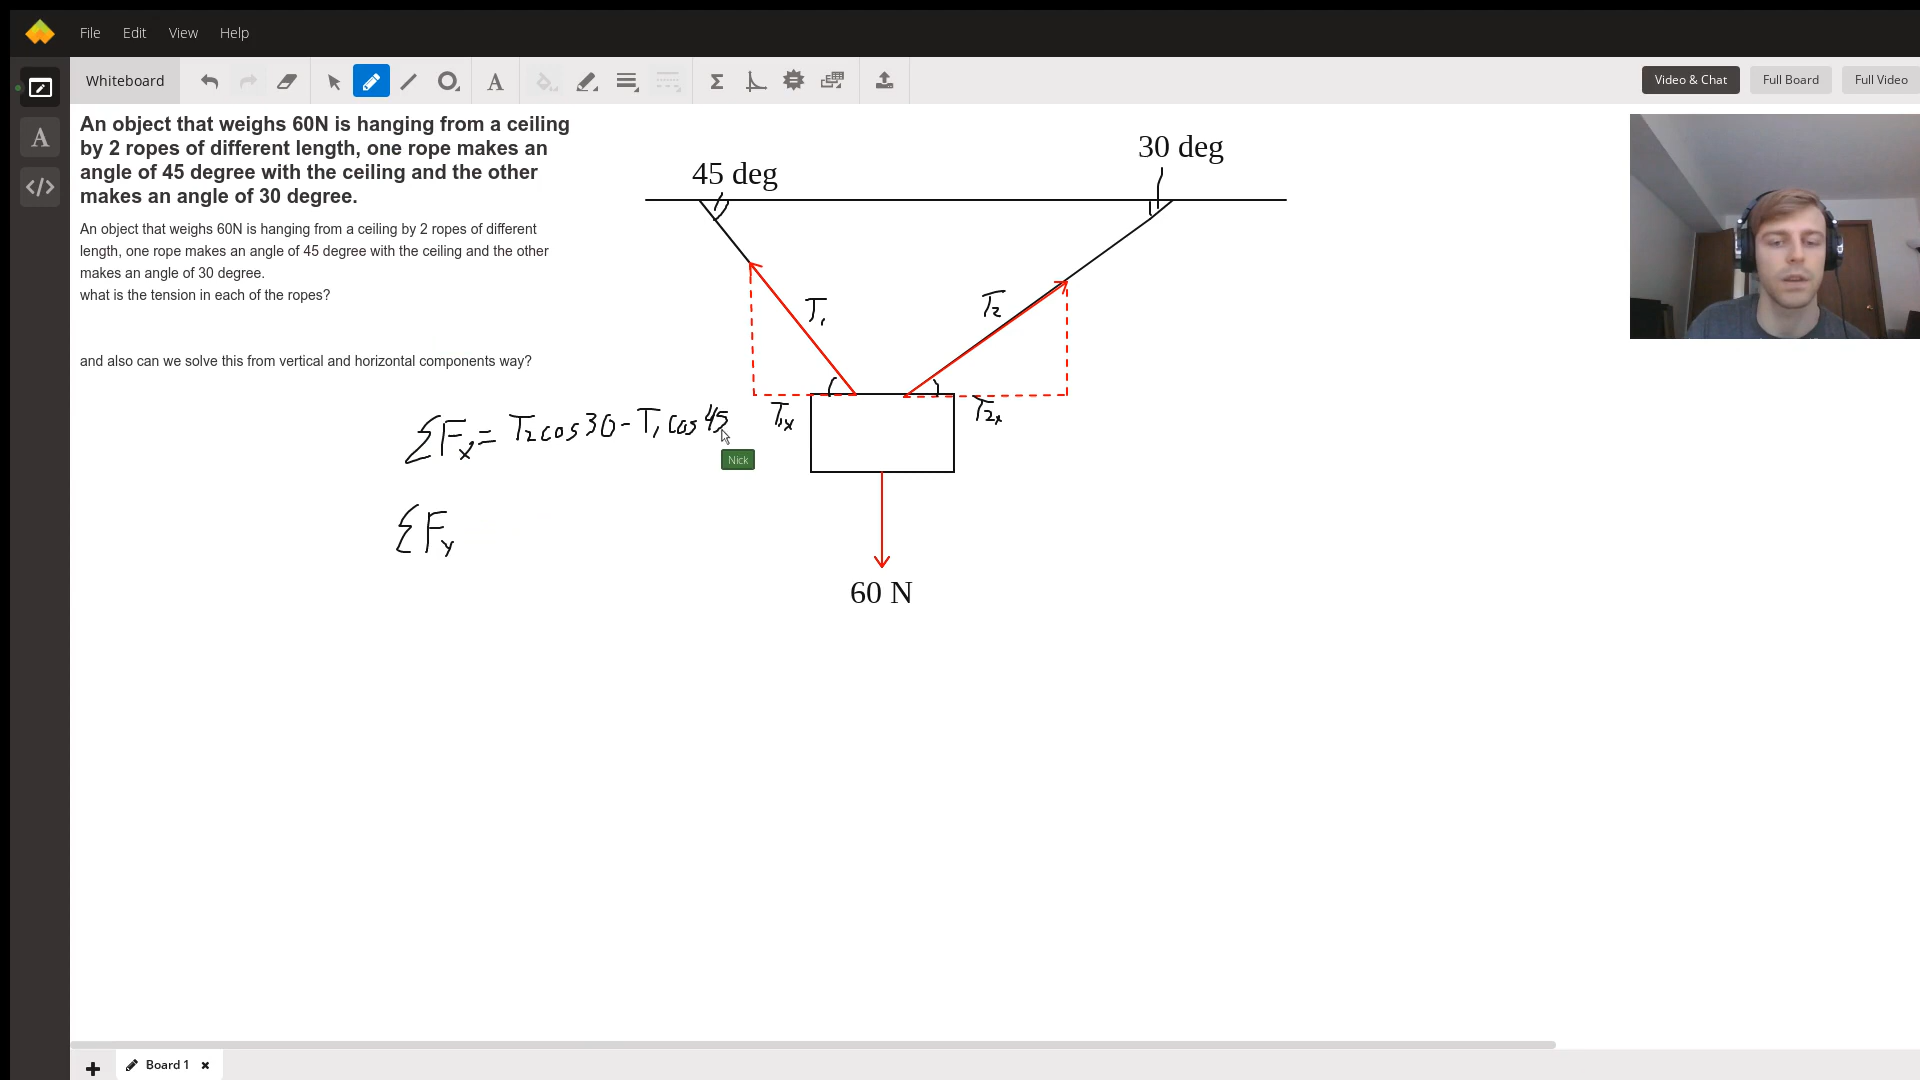 File Edit View Help
Whiteboard A Σ Video & Chat Full Board Full Video
A
</>
An object that weighs 60N is hanging from a ceiling
by 2 ropes of different length, one rope makes an
angle of 45 degree with the ceiling and the other
makes an angle of 30 degree.
An object that weighs 60N is hanging from a ceiling by 2 ropes of different
length, one rope makes an angle of 45 degree with the ceiling and the other
makes an angle of 30 degree.
what is the tension in each of the ropes?
and also can we solve this from vertical and horizontal components way?
45 deg
30 deg
T₁
T₂
T₁ₓ
T₂ₓ
ΣFₓ = T₂ cos 30 - T₁ cos 45
Nick
ΣFy
60 N
Board 1